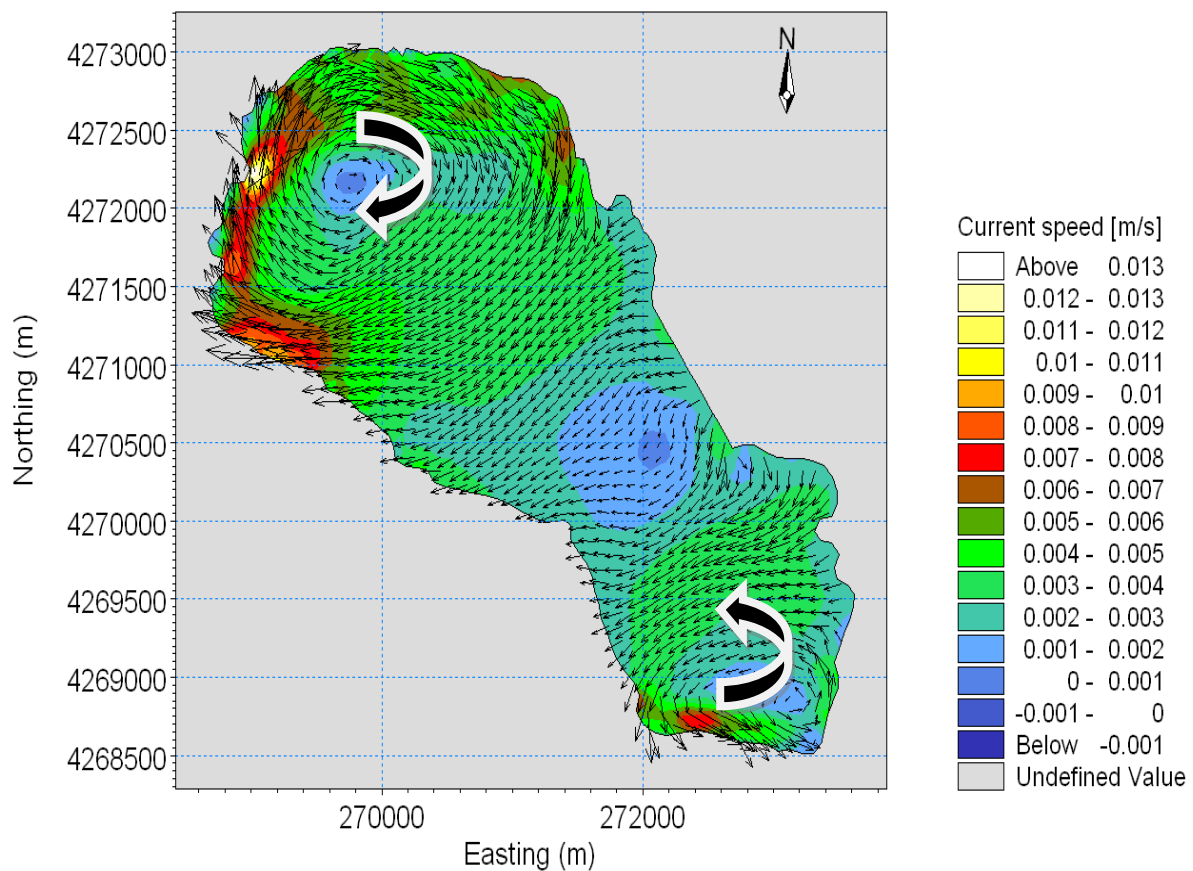 N
4273000
4272500
4272000
4271500
4271000
4270500
4270000
4269500
4269000
4268500
Northing (m)
270000
272000
Easting (m)
Current speed [m/s]
Above 0.013
0.012 - 0.013
0.011 - 0.012
0.01 - 0.011
0.009 - 0.01
0.008 - 0.009
0.007 - 0.008
0.006 - 0.007
0.005 - 0.006
0.004 - 0.005
0.003 - 0.004
0.002 - 0.003
0.001 - 0.002
0 - 0.001
-0.001 - 0
Below -0.001
Undefined Value